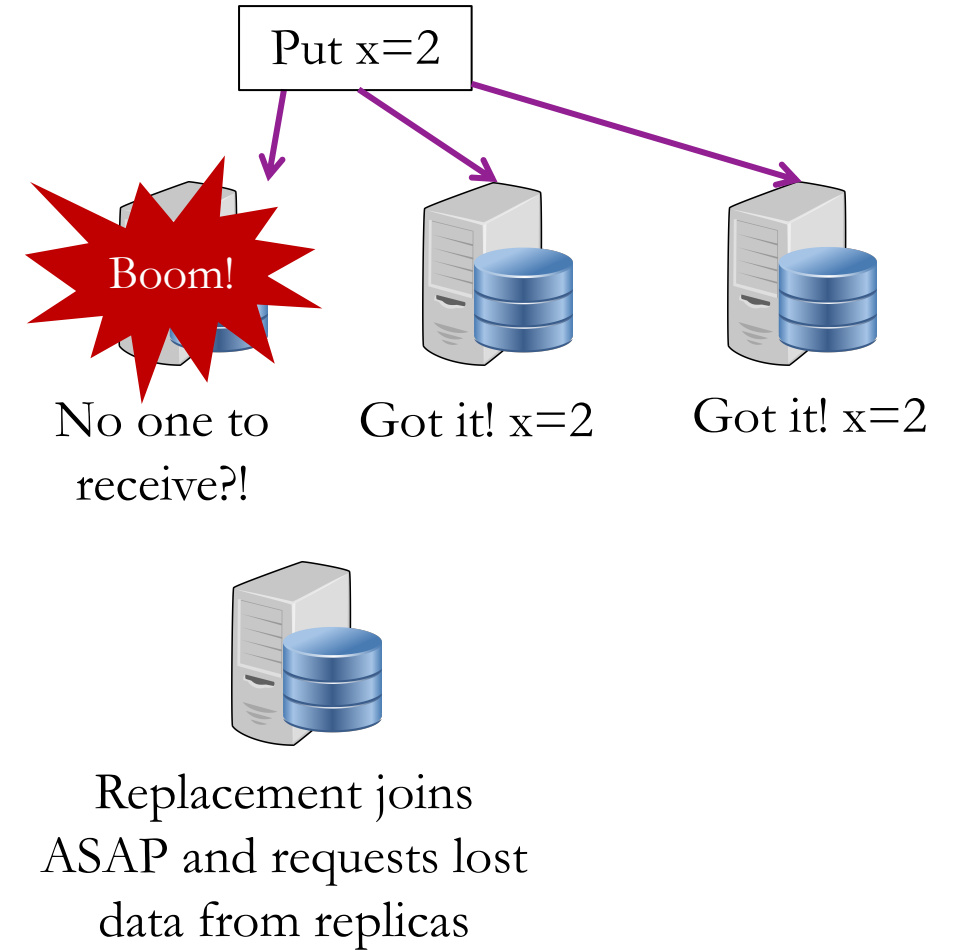 Put x=2
Boom!
No one to
receive?!
Got it! x=2
Got it! x=2
Replacement joins
ASAP and requests lost
data from replicas